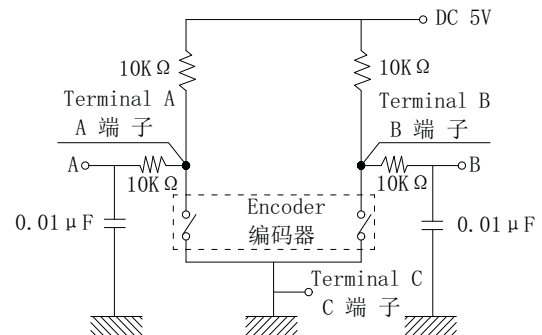 DC 5V
10KΩ
10KΩ
Terminal A
A 端 子
Terminal B
B 端 子
A
10KΩ
10KΩ
B
0.01μF
Encoder
编码器
0.01μF
Terminal C
C 端 子